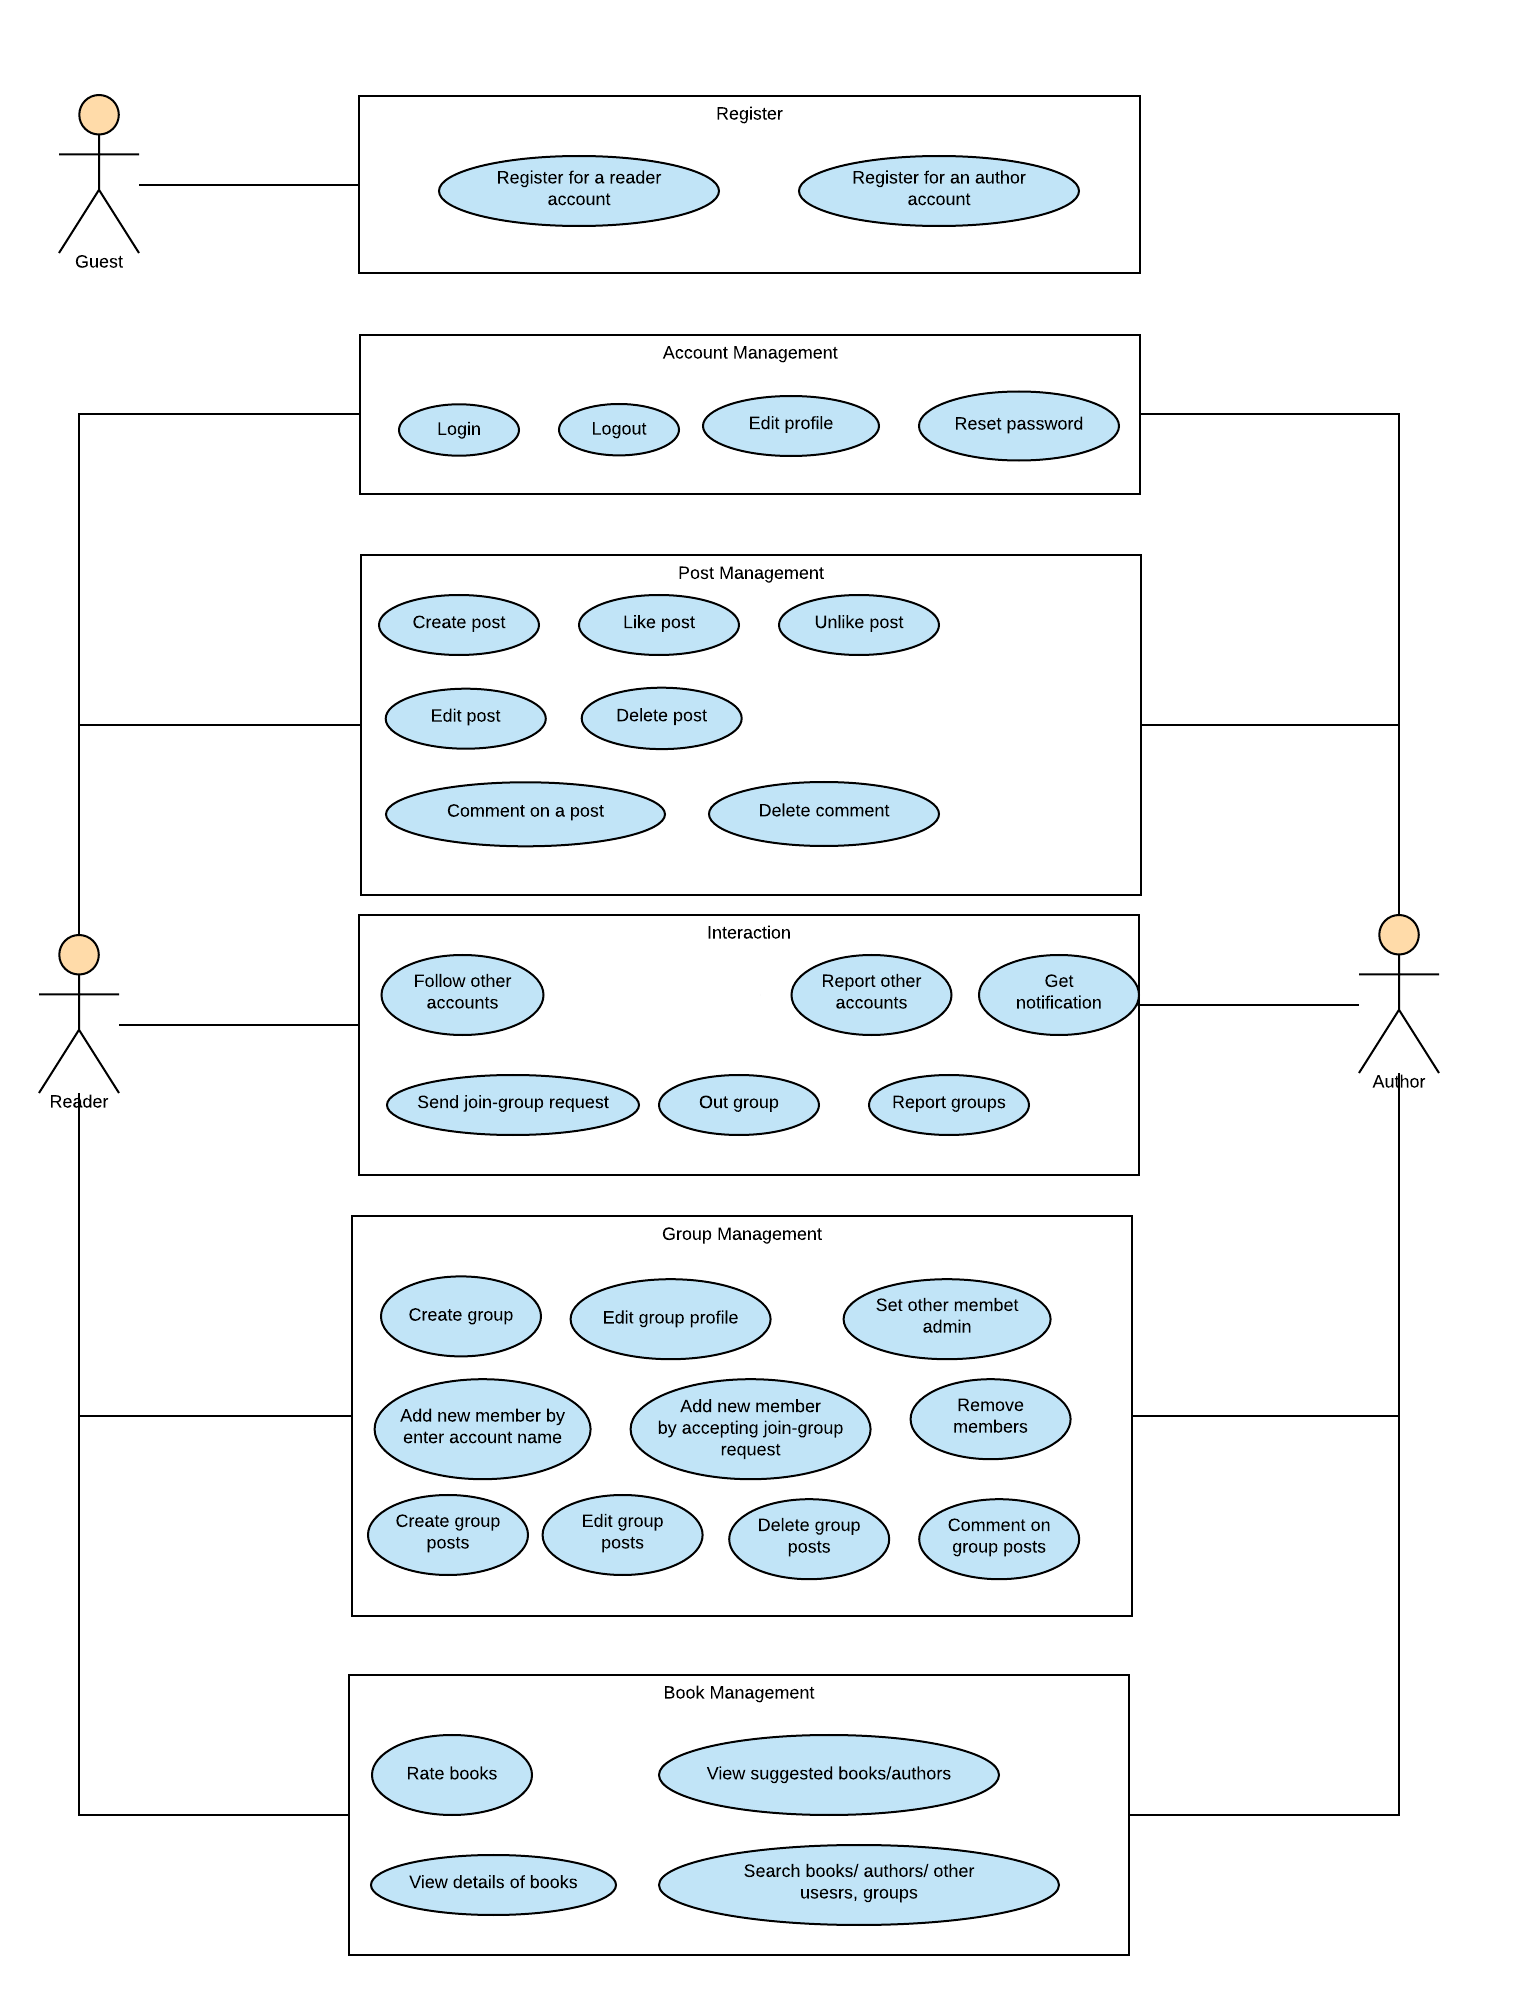 Register
Register for a reader
account
Register for an author
account
Guest
Account Management
Login
Logout
Edit profile
Reset password
Post Management
Create post
Like post
Unlike post
Edit post
Delete post
Comment on a post
Delete comment
Interaction
Follow other
accounts
Report other
accounts
Get
notification
Send join-group request
Out group
Report groups
Reader
Author
Group Management
Create group
Edit group profile
Set other membet
admin
Add new member by
enter account name
Add new member
by accepting join-group
request
Remove
members
Create group
posts
Edit group
posts
Delete group
posts
Comment on
group posts
Book Management
Rate books
View suggested books/authors
View details of books
Search books/ authors/ other
usesrs, groups